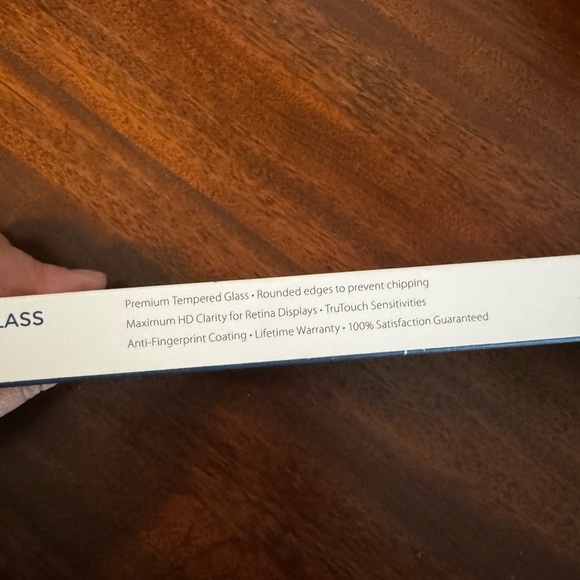 LASS
Premium Tempered Glass • Rounded edges to prevent chipping
Maximum HD Clarity for Retina Displays • TruTouch Sensitivities
Anti-Fingerprint Coating • Lifetime Warranty • 100% Satisfaction Guaranteed